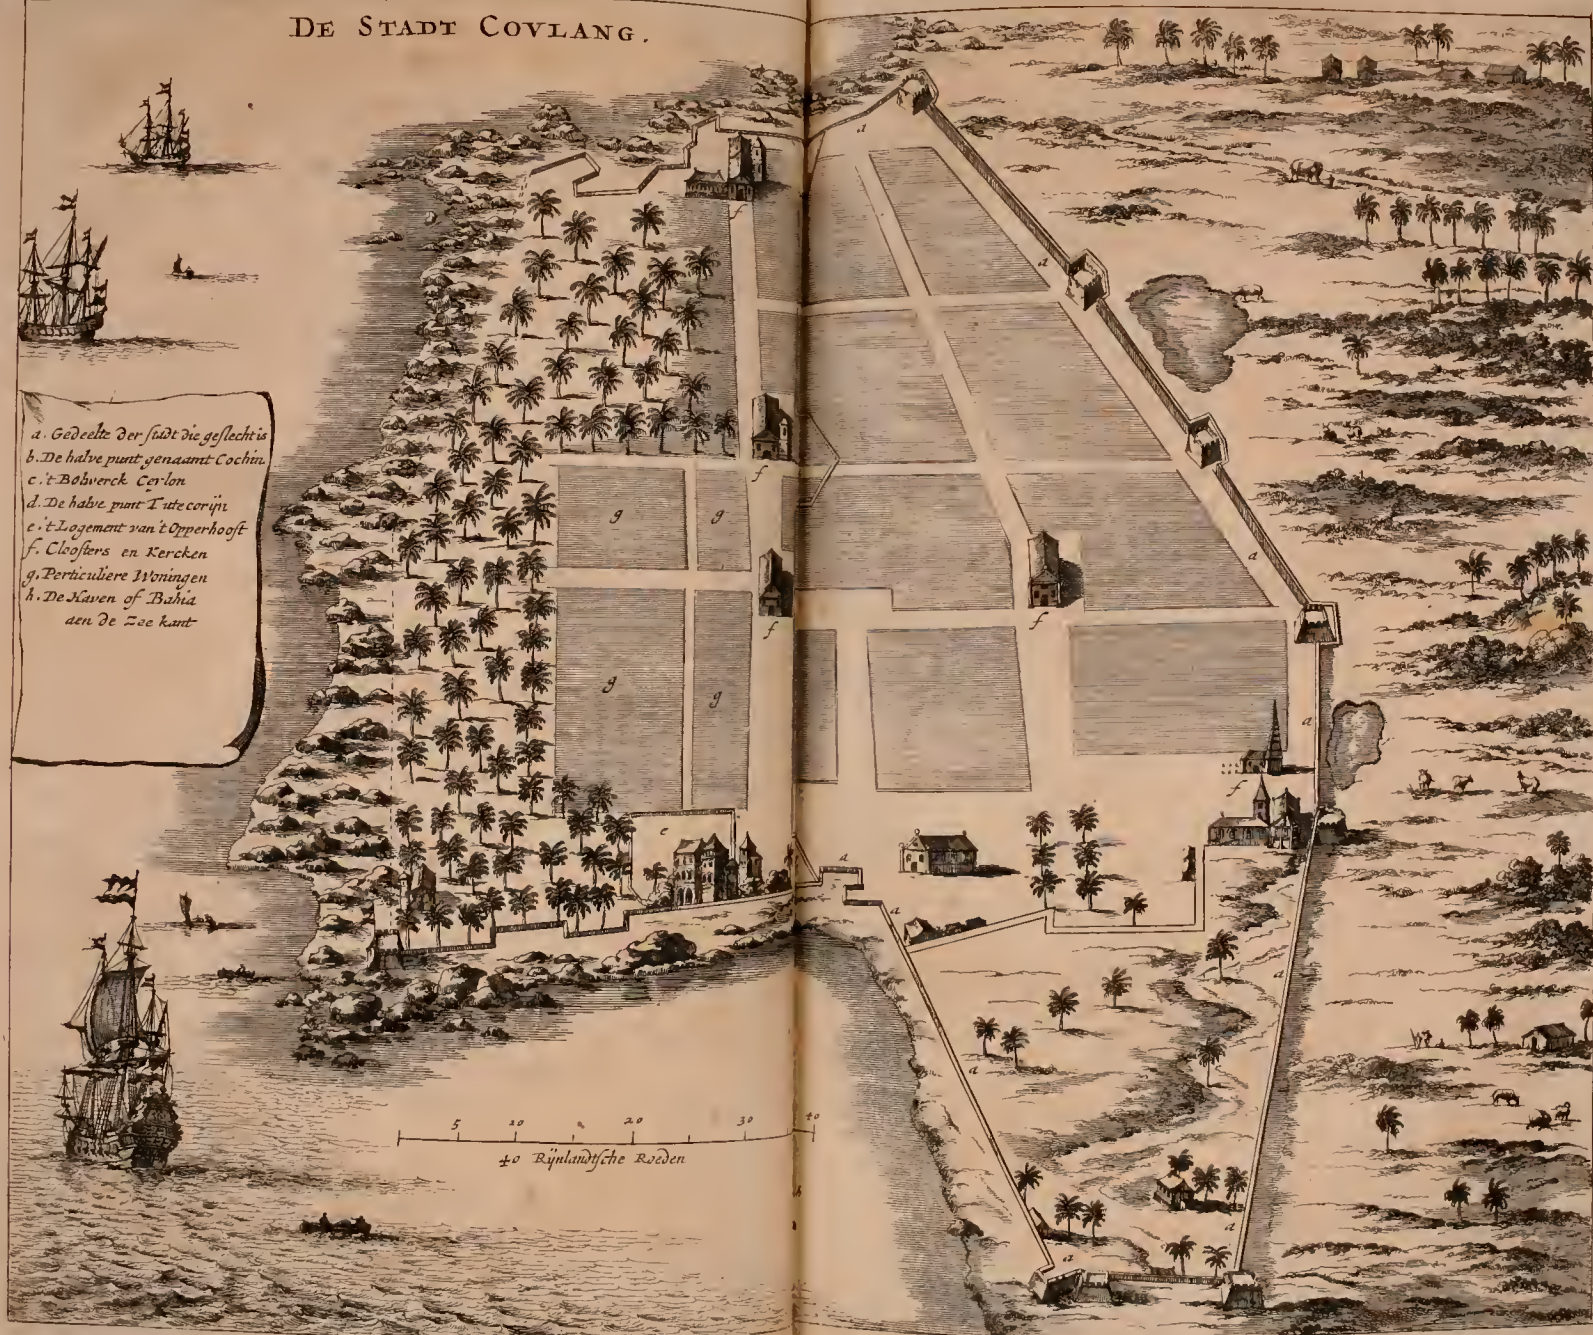 DE STADT COVLANG.
a. Gedeelte der stadt die geslecht is
b. De halve punt genaamt Cochin
c. 't Bolwerck Ceylon
d. De halve punt Tutecorijn
e. 't Logement van 't Opperhooft
f. Cloosters en Kercken
g. Perticuliere Woningen
h. De Haven of Bahia
aen de Zee kant
a
f
a
f
g
g
a
f
f
g
g
a
f
e
a
a
a
a
5 10 20 30 40
40 Rÿnlandtsche Roeden
h
a
a